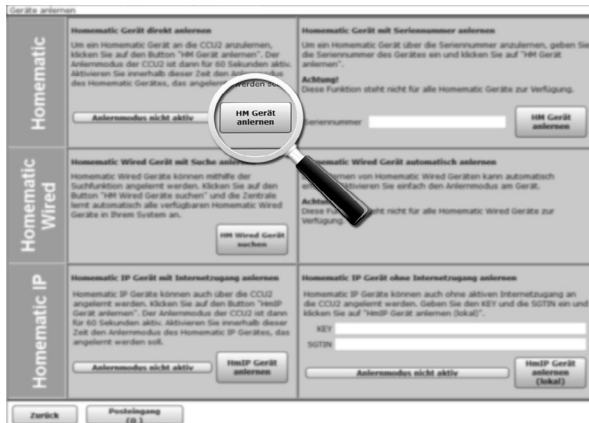 Geräte anlernen
Homematic
Homematic Gerät direkt anlernen
Um ein Homematic Gerät an die CCU2 anzulernen,
klicken Sie auf den Button "HM Gerät anlernen". Der
Anlernmodus der CCU2 ist dann für 60 Sekunden aktiv.
Aktivieren Sie innerhalb dieser Zeit den
des Homematic Gerätes, das angelernt werden
Anlernmodus nicht aktiv
HM Gerät
anlernen
Homematic Gerät mit Seriennummer anlernen
Um ein Homematic Gerät über die Seriennummer anzulernen, geben Sie
die Seriennummer des Gerätes ein und klicken Sie auf "HM Gerät
anlernen".
Achtung!
Diese Funktion steht nicht für alle Homematic Geräte zur Verfügung.
Seriennummer
HM Gerät
anlernen
Homematic
Wired
Homematic Wired Gerät mit Suche
Homematic Wired Geräte können mithilfe der
Suchfunktion angelernt werden. Klicken Sie auf den
Button "HM Wired Geräte suchen" und die Zentrale
lernt automatisch alle verfügbaren Homematic Wired
Geräte in Ihrem System an.
HM Wired Gerät
suchen
Homematic Wired Gerät automatisch anlernen
von Homematic Wired Geräten kann automatisch
Sie einfach den Anlernmodus am Gerät.
Diese steht nicht für alle Homematic Wired Geräte zur
Verfügung.
Homematic IP
Homematic IP Gerät mit Internetzugang anlernen
Homematic IP Geräte können auch über die CCU2
angelernt werden. Klicken Sie auf den Button "HmIP
Gerät anlernen". Der Anlernmodus der CCU2 ist dann
für 60 Sekunden aktiv. Aktivieren Sie innerhalb dieser
Zeit den Anlernmodus des Homematic IP Gerätes, das
angelernt werden soll.
Anlernmodus nicht aktiv
HmIP Gerät
anlernen
Homematic IP Gerät ohne Internetzugang anlernen
Homematic IP Geräte können auch ohne aktiven Internetzugang an
die CCU2 angelernt werden. Geben Sie den KEY und die SGTIN ein und
klicken Sie auf "HmIP Gerät anlernen (lokal)".
KEY
SGTIN
Anlernmodus nicht aktiv
HmIP Gerät
anlernen
(lokal)
Zurück
Posteingang
(0 )